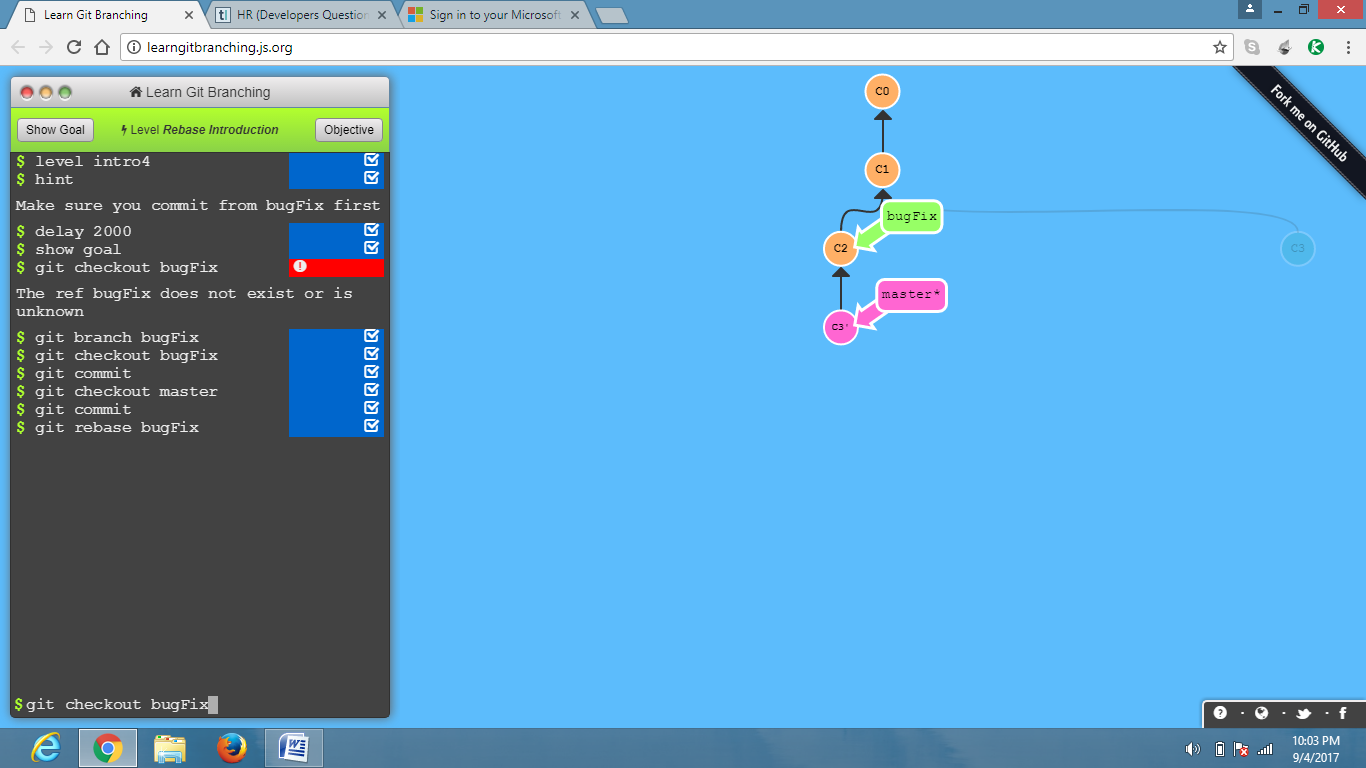 Learn Git Branching
HR (Developers Question
Sign in to your Microsoft
learngitbranching.js.org
Learn Git Branching
Show Goal
Level Rebase Introduction
Objective
$ level intro4
$ hint
Make sure you commit from bugFix first
$ delay 2000
$ show goal
$ git checkout bugFix
The ref bugFix does not exist or is
unknown
$ git branch bugFix
$ git checkout bugFix
$ git commit
$ git checkout master
$ git commit
$ git rebase bugFix
$ git checkout bugFix
C0
C1
bugFix
C2
C3
master*
C3'
Fork me on GitHub
10:03 PM
9/4/2017